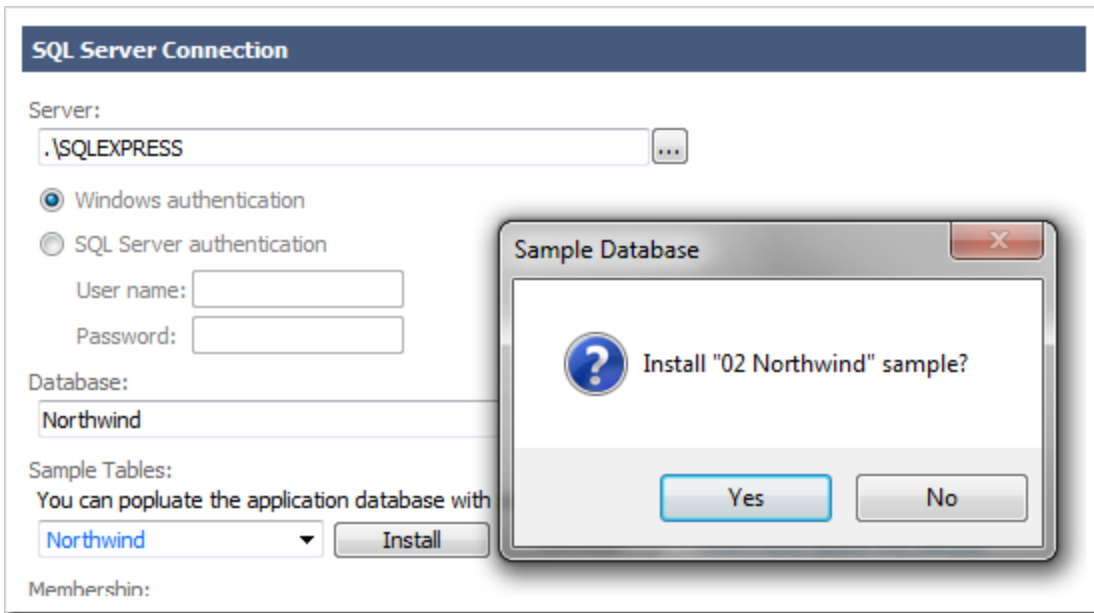 SQL Server Connection
Server:
.\SQLEXPRESS
...
Windows authentication
SQL Server authentication
User name:
Password:
Database:
Northwind
Sample Tables:
You can popluate the application database with
Northwind
Install
Membership:
Sample Database
Install "02 Northwind" sample?
Yes
No